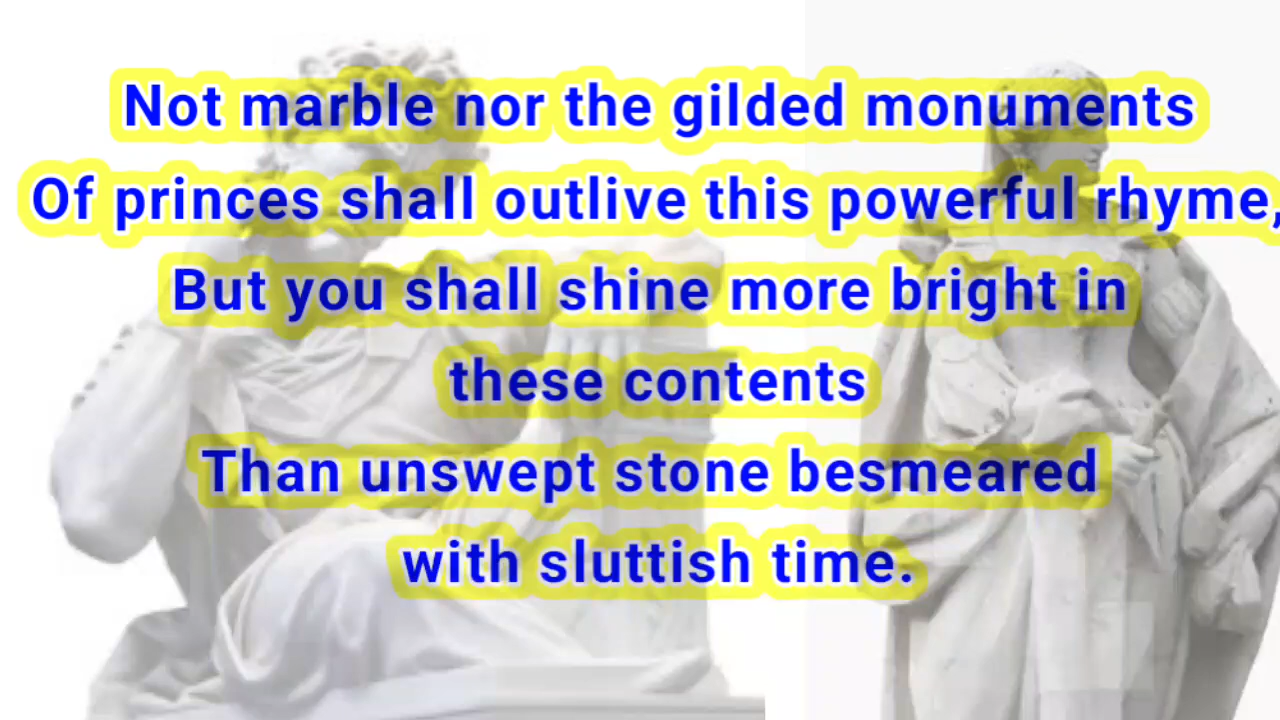 Not marble nor the gilded monuments
Of princes shall outlive this powerful rhyme,
But you shall shine more bright in
these contents
Than unswept stone besmeared
with sluttish time.